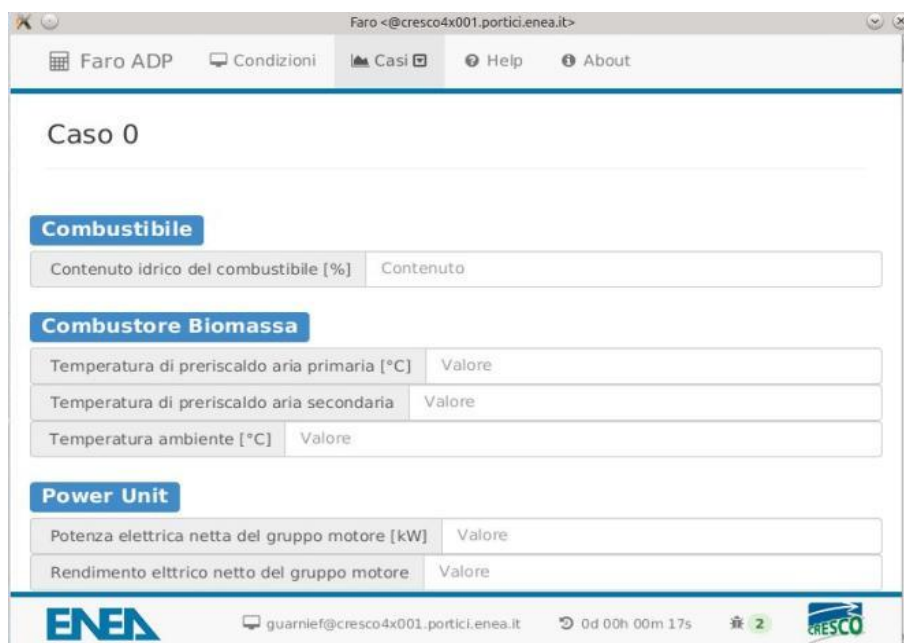 Faro <@cresco4x001.portici.enea.it>
Faro ADP Condizioni Casi Help About
Caso 0
Combustibile
Contenuto idrico del combustibile [%] Contenuto
Combustore Biomassa
Temperatura di preriscaldo aria primaria [°C] Valore
Temperatura di preriscaldo aria secondaria Valore
Temperatura ambiente [°C] Valore
Power Unit
Potenza elettrica netta del gruppo motore [kW] Valore
Rendimento elttrico netto del gruppo motore Valore
ENEA guarnief@cresco4x001.portici.enea.it 0d 00h 00m 17s 2 CRESCO